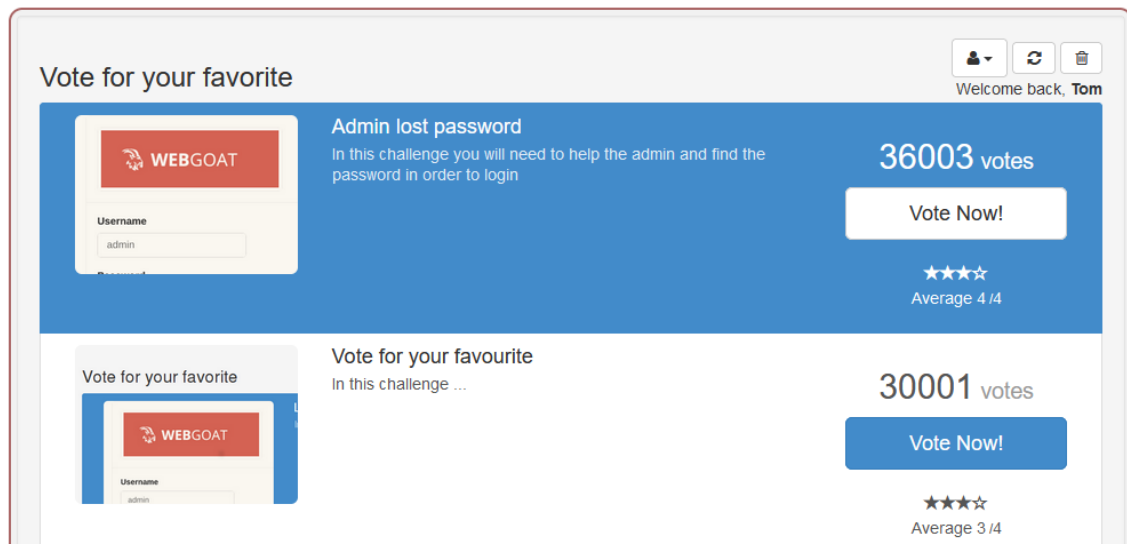 Vote for your favorite
Welcome back, Tom
WEBGOAT
Username
admin
Admin lost password
In this challenge you will need to help the admin and find the
password in order to login
36003 votes
Vote Now!
Average 4 /4
Vote for your favorite
WEBGOAT
Username
admin
Vote for your favourite
In this challenge ...
30001 votes
Vote Now!
Average 3 /4